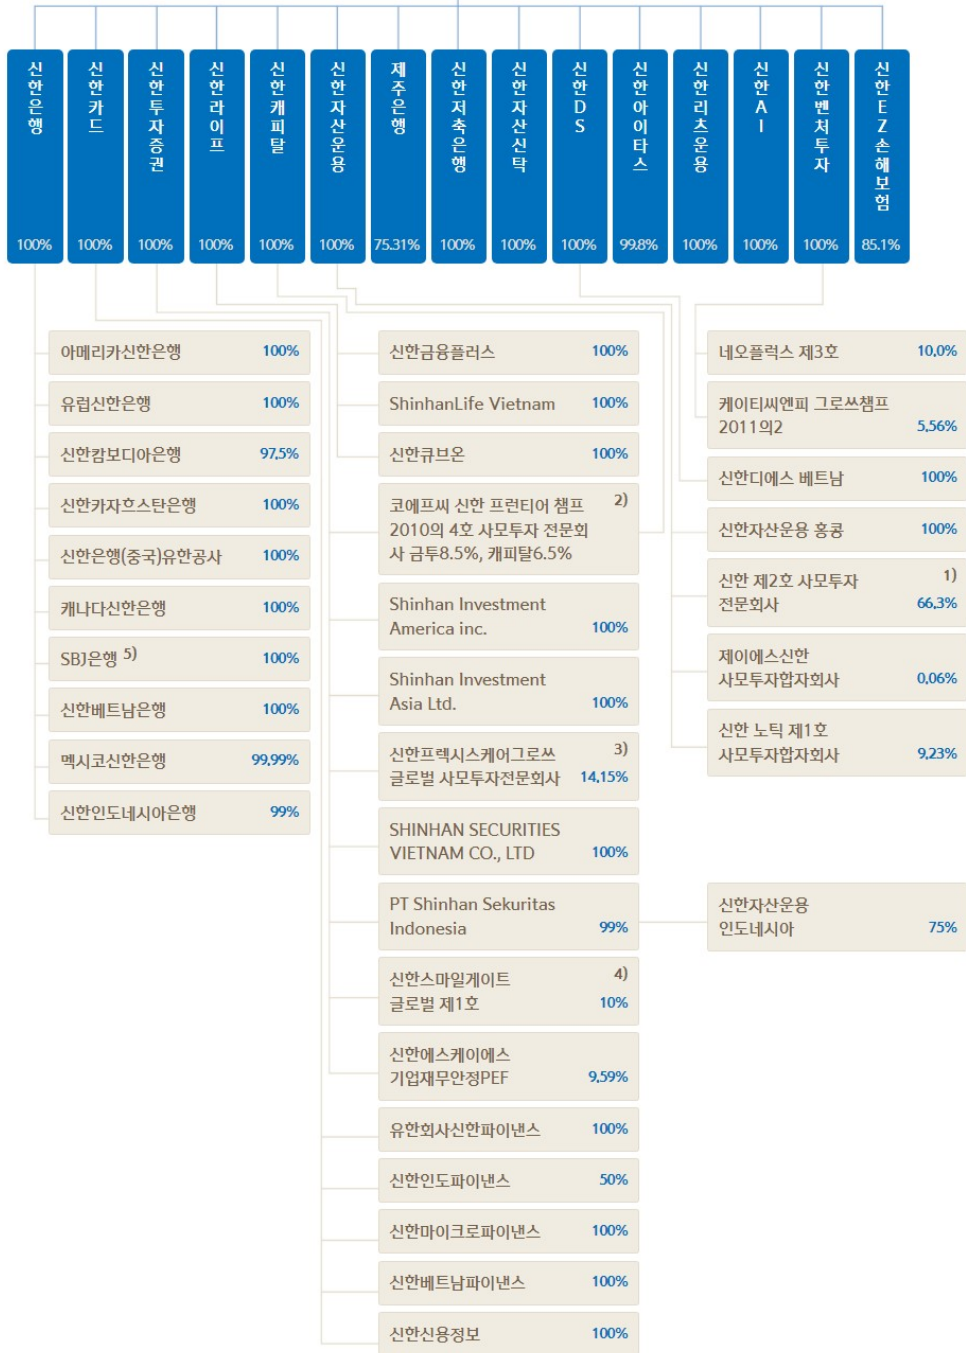 신한은행
100%
신한카드
100%
신한투자증권
100%
신한라이프
100%
신한캐피탈
100%
신한자산운용
100%
제주은행
75.31%
신한저축은행
100%
신한자산신탁
100%
신한DS
100%
신한아이타스
99.8%
신한리츠운용
100%
신한AI
100%
신한벤처투자
100%
신한EZ손해보험
85.1%
아메리카신한은행 100%
유럽신한은행 100%
신한캄보디아은행 97.5%
신한카자흐스탄은행 100%
신한은행(중국)유한공사 100%
캐나다신한은행 100%
SBJ은행 5) 100%
신한베트남은행 100%
멕시코신한은행 99.99%
신한인도네시아은행 99%
신한금융플러스 100%
ShinhanLife Vietnam 100%
신한큐브온 100%
코에프씨 신한 프런티어 챔프 2)
2010의 4호 사모투자 전문회
사 금투8.5%, 캐피탈6.5%
Shinhan Investment
America inc. 100%
Shinhan Investment
Asia Ltd. 100%
신한프렉시스케어그로쓰 3)
글로벌 사모투자전문회사 14.15%
SHINHAN SECURITIES
VIETNAM CO., LTD 100%
PT Shinhan Sekuritas
Indonesia 99%
신한스마일게이트 4)
글로벌 제1호 10%
신한에스케이에스
기업재무안정PEF 9.59%
유한회사신한파이낸스 100%
신한인도파이낸스 50%
신한마이크로파이낸스 100%
신한베트남파이낸스 100%
신한신용정보 100%
네오플럭스 제3호 10.0%
케이티씨엔피 그로쓰챔프
2011의2 5.56%
신한디에스 베트남 100%
신한자산운용 홍콩 100%
신한 제2호 사모투자 1)
전문회사 66.3%
제이에스신한
사모투자합자회사 0.06%
신한 노틱 제1호
사모투자합자회사 9.23%
신한자산운용
인도네시아 75%